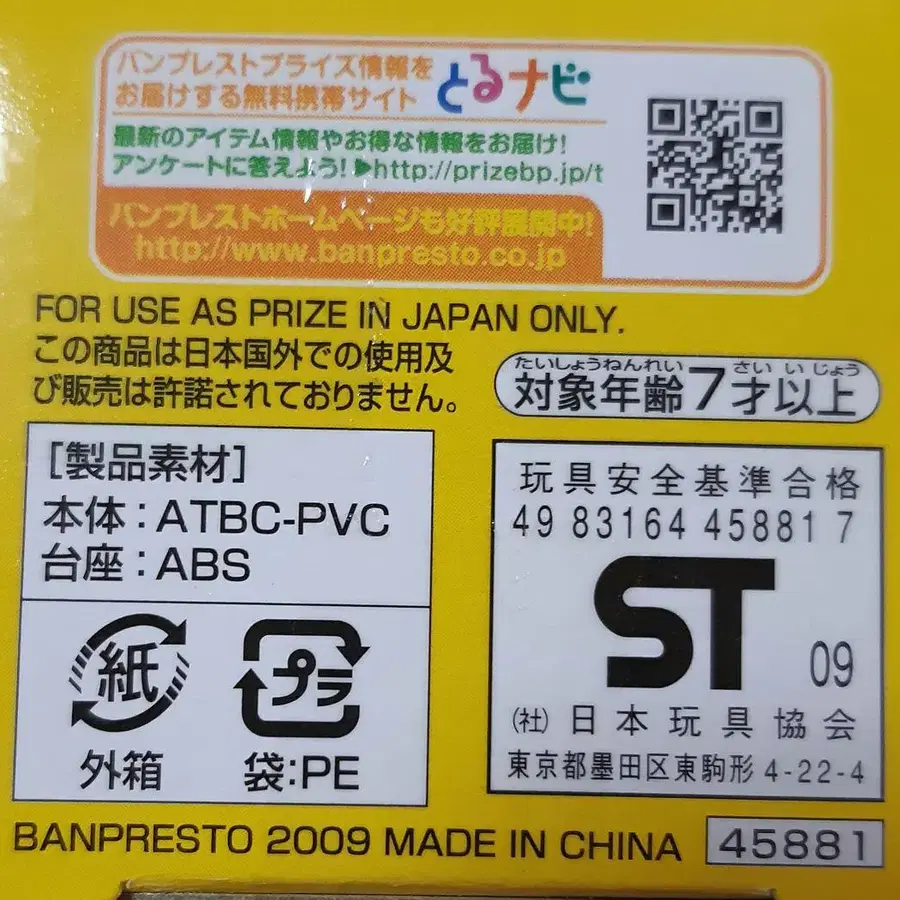 バンプレストプライズ情報を
お届けする無料携帯サイト とるナビ
最新のアイテム情報やお得な情報をお届け!
アンケートに答えよう!▶http://prizebp.jp/t
バンプレストホームページも好評展開中!
http://www.banpresto.co.jp
FOR USE AS PRIZE IN JAPAN ONLY.
この商品は日本国外での使用及
び販売は許諾されておりません。
たいしょうねんれい さい いじょう
対象年齢7才以上
[製品素材]
本体:ATBC-PVC
台座:ABS
紙
外箱
プラ
袋:PE
玩具安全基準合格
49 83164 45881 7
ST 09
(社) 日本玩具協会
東京都墨田区東駒形 4-22-4
BANPRESTO 2009 MADE IN CHINA 45881